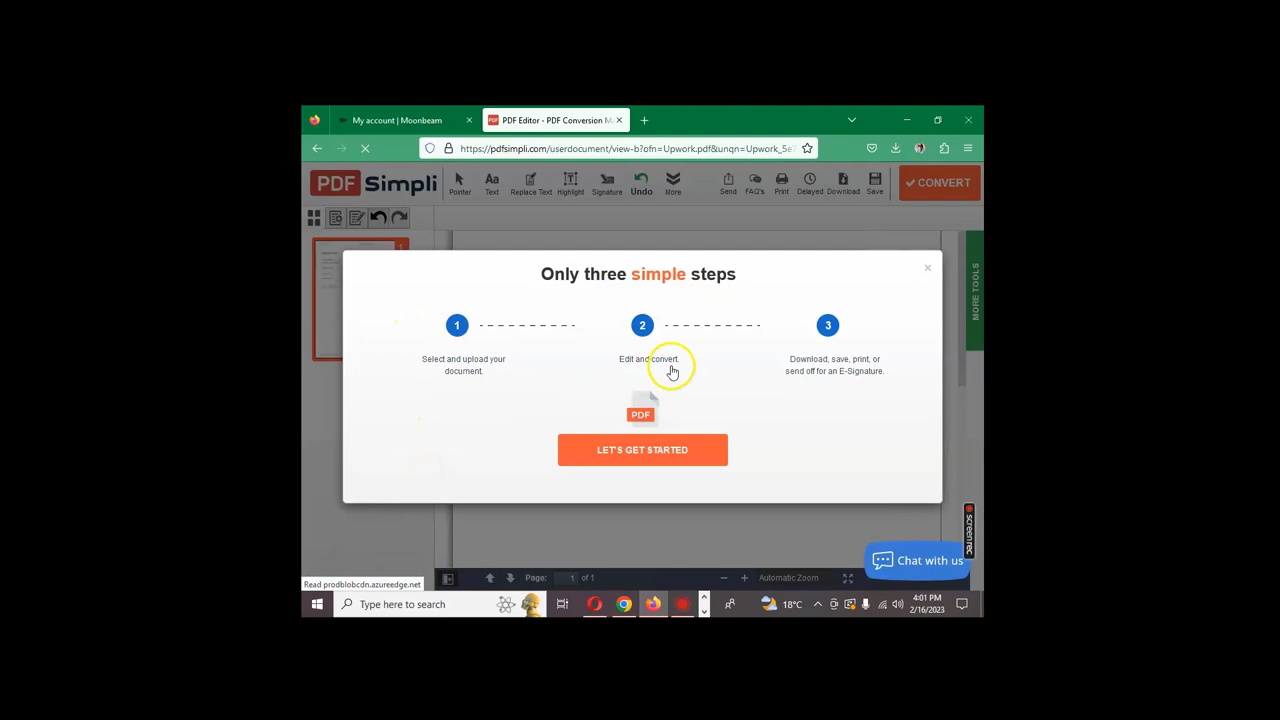 My account | Moonbeam
PDF Editor - PDF Conversion M
https://pdfsimpli.com/userdocument/view-b?ofn=Upwork.pdf&unqn=Upwork_5e7
PDF Simpli
Pointer
Text
Replace Text
Highlight
Signature
Undo
More
Send
FAQ's
Print
Delayed
Download
Save
CONVERT
1
MORE TOOLS
Only three simple steps
1
2
3
Select and upload your
document.
Edit and convert.
Download, save, print, or
send off for an E-Signature.
PDF
LET'S GET STARTED
screenrec
Chat with us
Page: 1 of 1
Automatic Zoom
Read prodblobcdn.azureedge.net
Type here to search
18°C
4:01 PM
2/16/2023